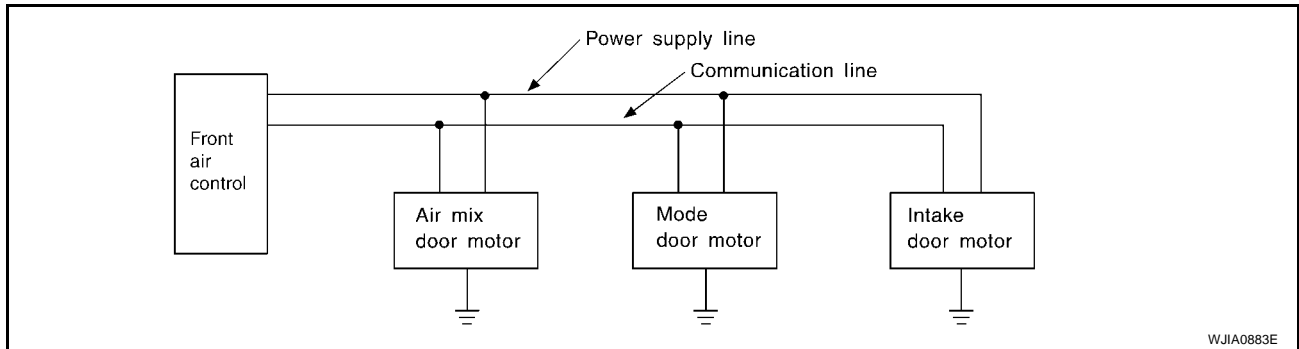 Power supply line
Communication line
Front
air
control
Air mix
door motor
Mode
door motor
Intake
door motor
WJIA0883E